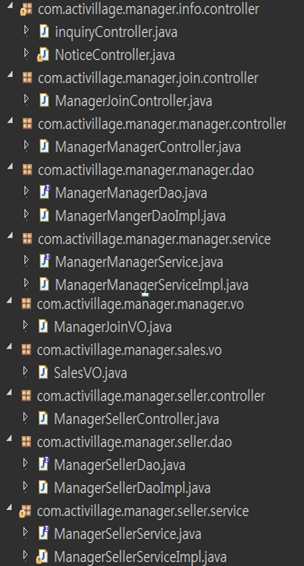 com.activillage.manager.info.controller
inquiryController.java
NoticeController.java
com.activillage.manager.join.controller
ManagerJoinController.java
com.activillage.manager.manager.controller
ManagerManagerController.java
com.activillage.manager.manager.dao
ManagerManagerDao.java
ManagerMangerDaoImpl.java
com.activillage.manager.manager.service
ManagerManagerService.java
ManagerManagerServiceImpl.java
com.activillage.manager.manager.vo
ManagerJoinVO.java
com.activillage.manager.sales.vo
SalesVO.java
com.activillage.manager.seller.controller
ManagerSellerController.java
com.activillage.manager.seller.dao
ManagerSellerDao.java
ManagerSellerDaoImpl.java
com.activillage.manager.seller.service
ManagerSellerService.java
ManagerSellerServiceImpl.java